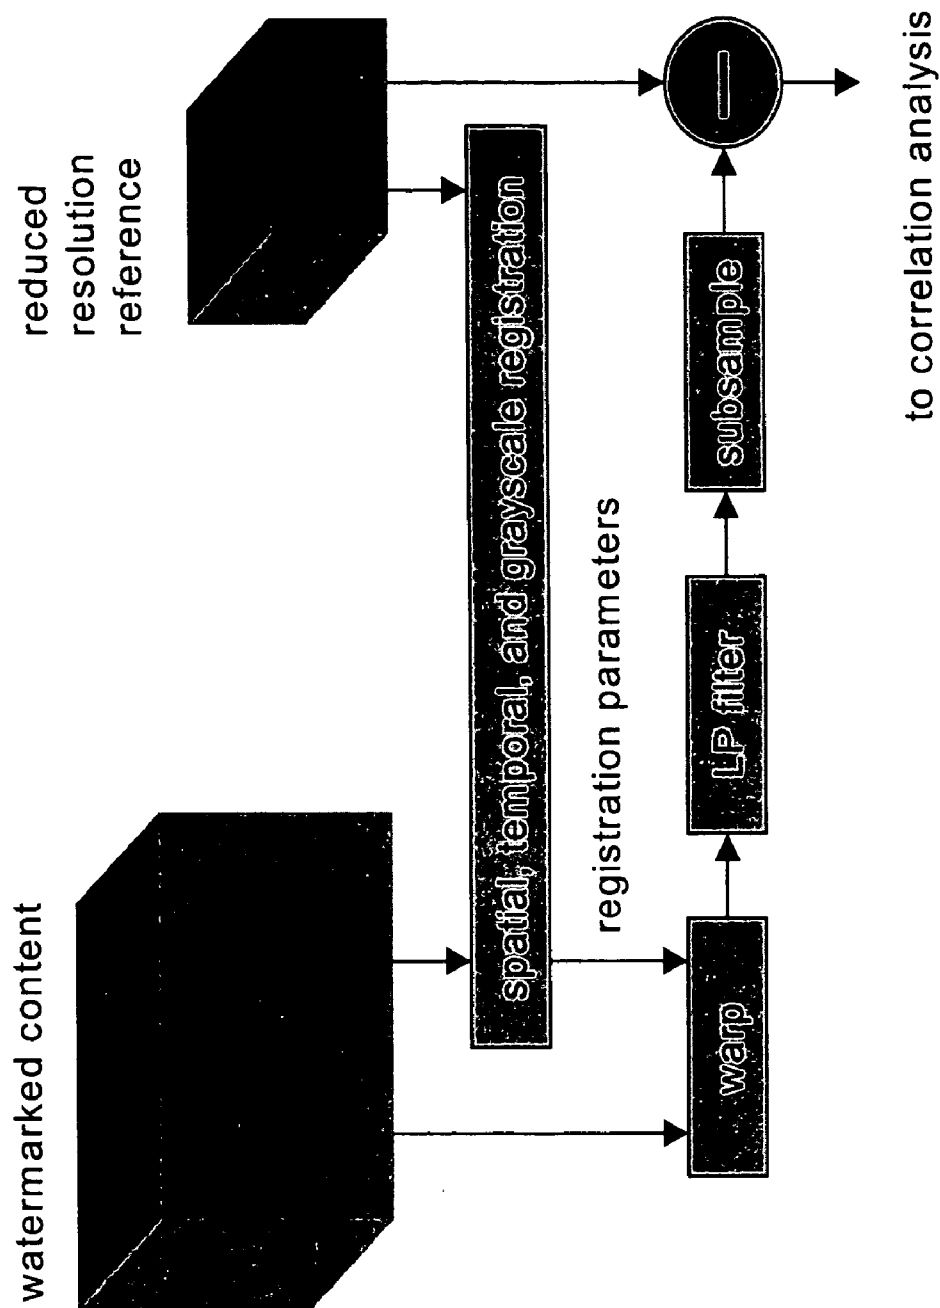 watermarked content
reduced
resolution
reference
spatial, temporal, and grayscale registration
registration parameters
warp
LP filter
subsample
to correlation analysis